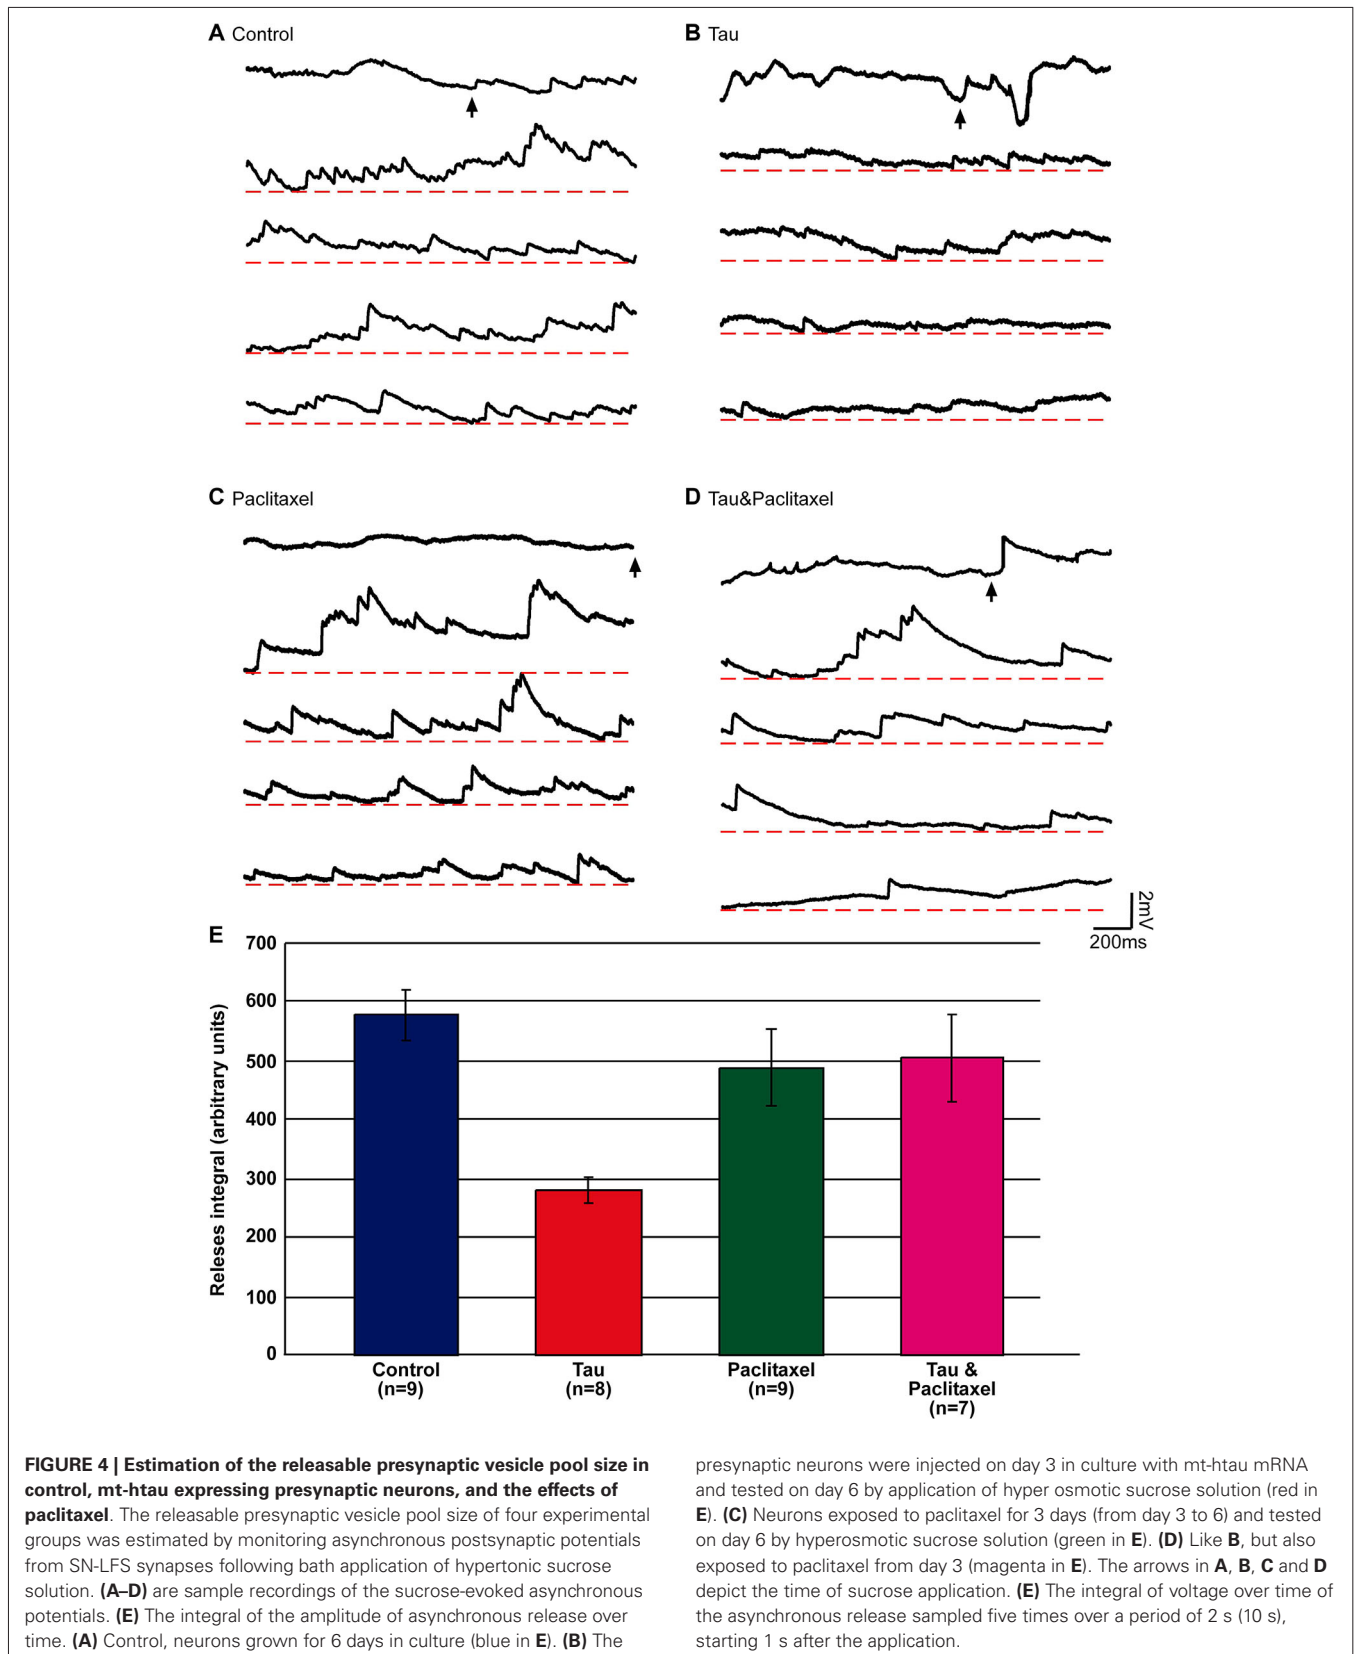 A Control
B Tau
C Paclitaxel
D Tau&Paclitaxel
2mV
200ms
E
Releses integral (arbitrary units)
700
600
500
400
300
200
100
0
Control
(n=9)
Tau
(n=8)
Paclitaxel
(n=9)
Tau &
Paclitaxel
(n=7)
FIGURE 4 | Estimation of the releasable presynaptic vesicle pool size in
control, mt-htau expressing presynaptic neurons, and the effects of
paclitaxel. The releasable presynaptic vesicle pool size of four experimental
groups was estimated by monitoring asynchronous postsynaptic potentials
from SN-LFS synapses following bath application of hypertonic sucrose
solution. (A–D) are sample recordings of the sucrose-evoked asynchronous
potentials. (E) The integral of the amplitude of asynchronous release over
time. (A) Control, neurons grown for 6 days in culture (blue in E). (B) The
presynaptic neurons were injected on day 3 in culture with mt-htau mRNA
and tested on day 6 by application of hyper osmotic sucrose solution (red in
E). (C) Neurons exposed to paclitaxel for 3 days (from day 3 to 6) and tested
on day 6 by hyperosmotic sucrose solution (green in E). (D) Like B, but also
exposed to paclitaxel from day 3 (magenta in E). The arrows in A, B, C and D
depict the time of sucrose application. (E) The integral of voltage over time of
the asynchronous release sampled five times over a period of 2 s (10 s),
starting 1 s after the application.